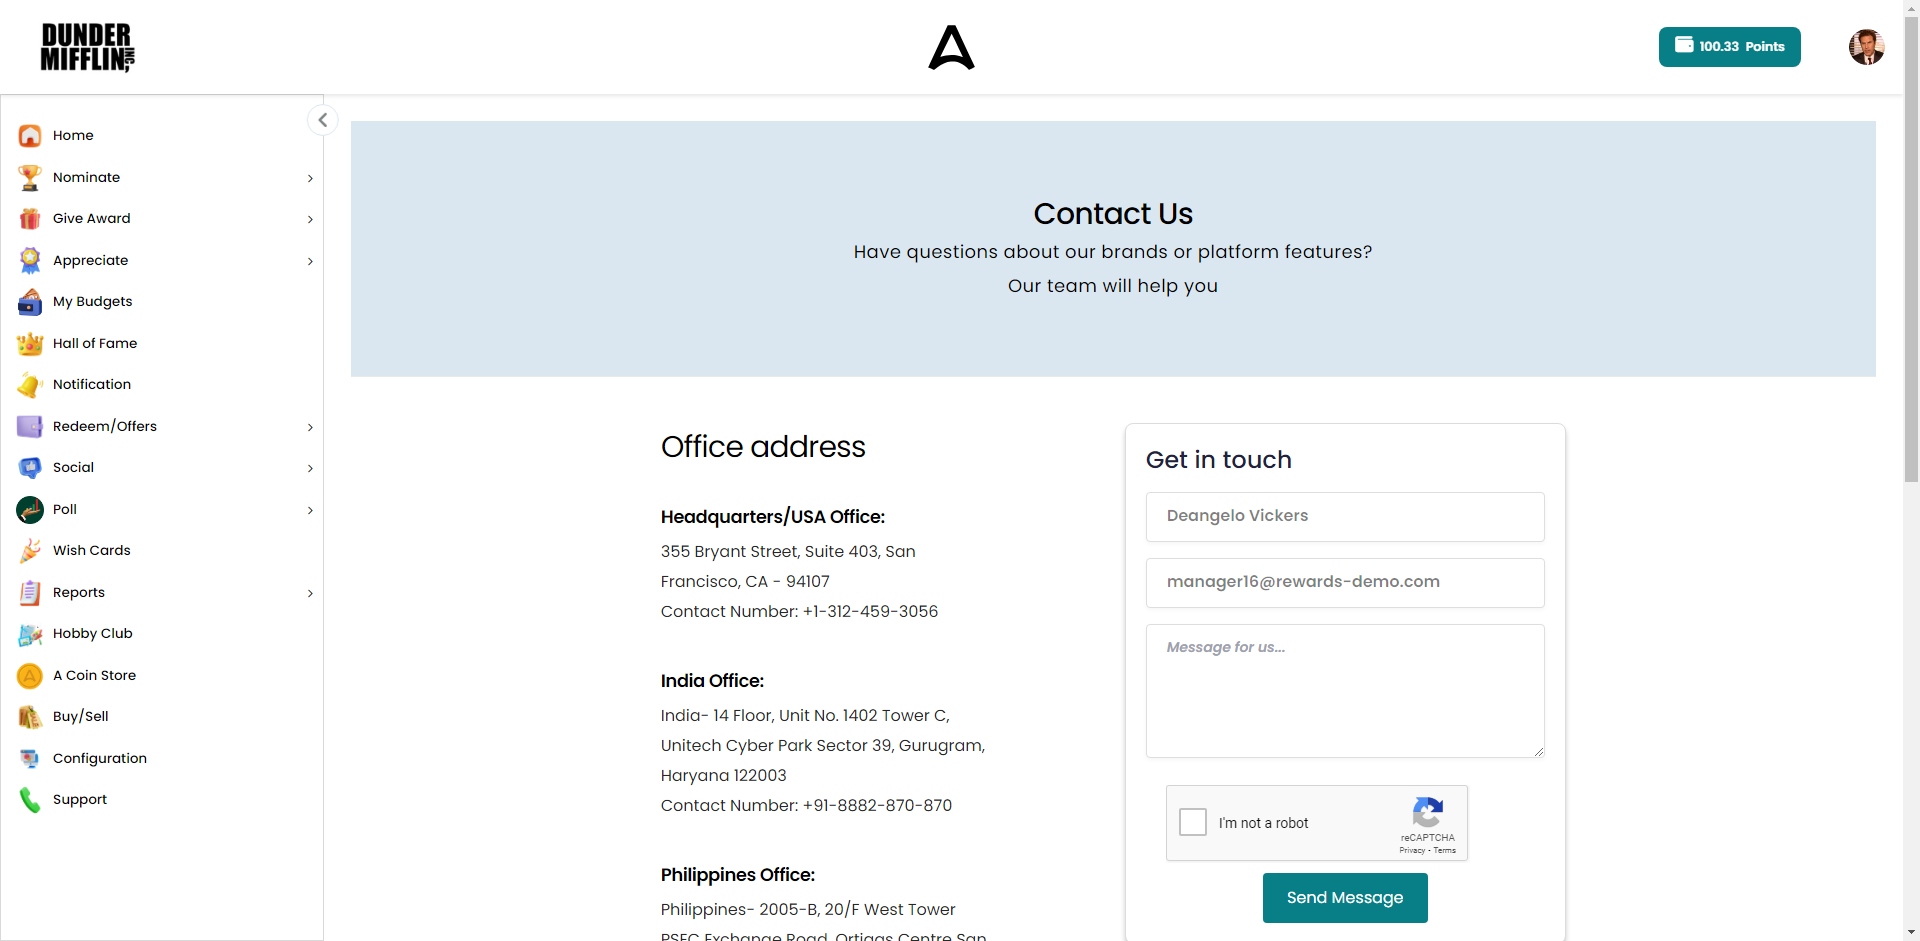 DUNDER
MIFFLIN, INC
100.33 Points
Home
Nominate
Give Award
Appreciate
My Budgets
Hall of Fame
Notification
Redeem/Offers
Social
Poll
Wish Cards
Reports
Hobby Club
A Coin Store
Buy/Sell
Configuration
Support
Contact Us
Have questions about our brands or platform features?
Our team will help you
Office address
Headquarters/USA Office:
355 Bryant Street, Suite 403, San
Francisco, CA - 94107
Contact Number: +1-312-459-3056
India Office:
India- 14 Floor, Unit No. 1402 Tower C,
Unitech Cyber Park Sector 39, Gurugram,
Haryana 122003
Contact Number: +91-8882-870-870
Philippines Office:
Philippines- 2005-B, 20/F West Tower
PSEC Exchange Road, Ortigas Centre San
Get in touch
Deangelo Vickers
manager16@rewards-demo.com
Message for us...
I'm not a robot
reCAPTCHA
Privacy - Terms
Send Message